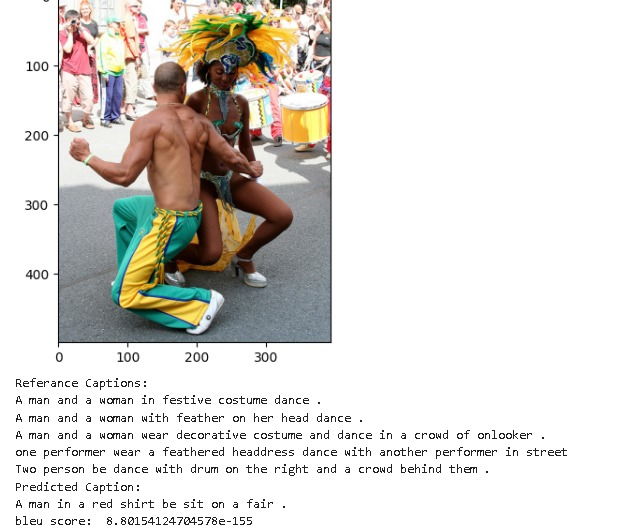 0
100
200
300
400
0 100 200 300
Referance Captions:
A man and a woman in festive costume dance .
A man and a woman with feather on her head dance .
A man and a woman wear decorative costume and dance in a crowd of onlooker .
one performer wear a feathered headdress dance with another performer in street
Two person be dance with drum on the right and a crowd behind them .
Predicted Caption:
A man in a red shirt be sit on a fair .
bleu score:  8.80154124704578e-155